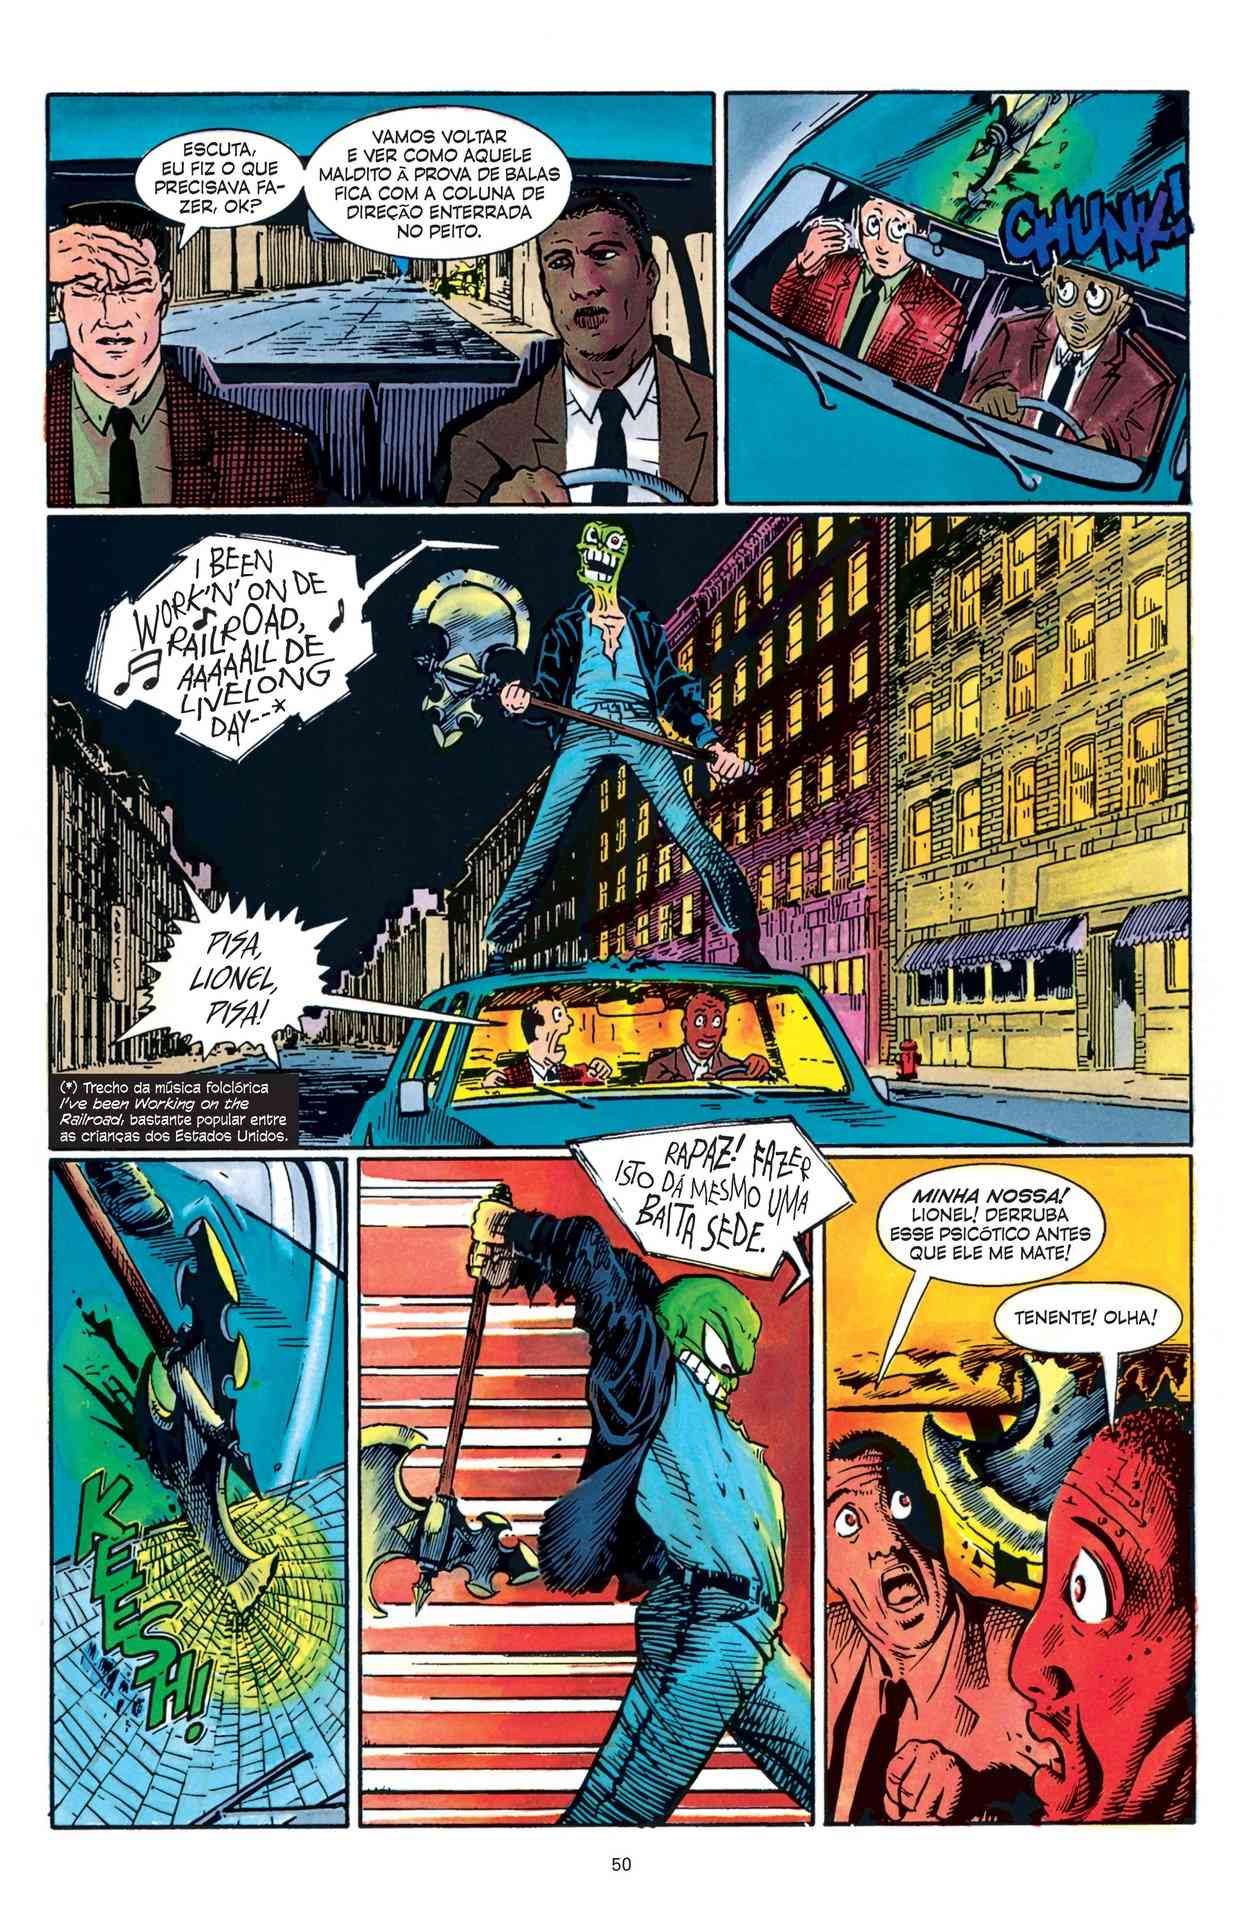 ESCUTA,
EU FIZ O QUE
PRECISAVA FA-
ZER, OK?
VAMOS VOLTAR
E VER COMO AQUELE
MALDITO À PROVA DE BALAS
FICA COM A COLUNA DE
DIREÇÃO ENTERRADA
NO PEITO.
CHUNK!
I BEEN
WORK'N' ON DE
RAILROAD,
AAAAALL DE
LIVELONG
DAY--*
PISA,
LIONEL,
PISA!
(*) Trecho da música folclórica
I've been Working on the
Railroad, bastante popular entre
as crianças dos Estados Unidos.
KEEESH!
RAPAZ! FAZER
ISTO DÁ MESMO UMA
BAITA SEDE.
MINHA NOSSA!
LIONEL! DERRUBA
ESSE PSICÓTICO ANTES
QUE ELE ME MATE!
TENENTE! OLHA!
50